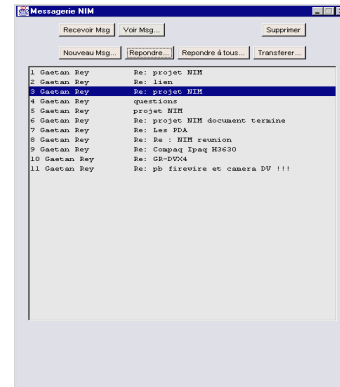 Messagerie NIM
Recevoir Msg Voir Msg... Supprimer
Nouveau Msg... Repondre... Repondre à tous... Transferer...
1 Gaetan Rey Re: projet NIM
2 Gaetan Rey Re: lien
3 Gaetan Rey Re: projet NIM
4 Gaetan Rey questions
5 Gaetan Rey projet NIM
6 Gaetan Rey Re: projet NIM document termine
7 Gaetan Rey Re: Les PDA
8 Gaetan Rey Re: Re : NIM reunion
9 Gaetan Rey Re: Compaq Ipaq H3630
10 Gaetan Rey Re: GR-DVX4
11 Gaetan Rey Re: pb firewire et camera DV !!!